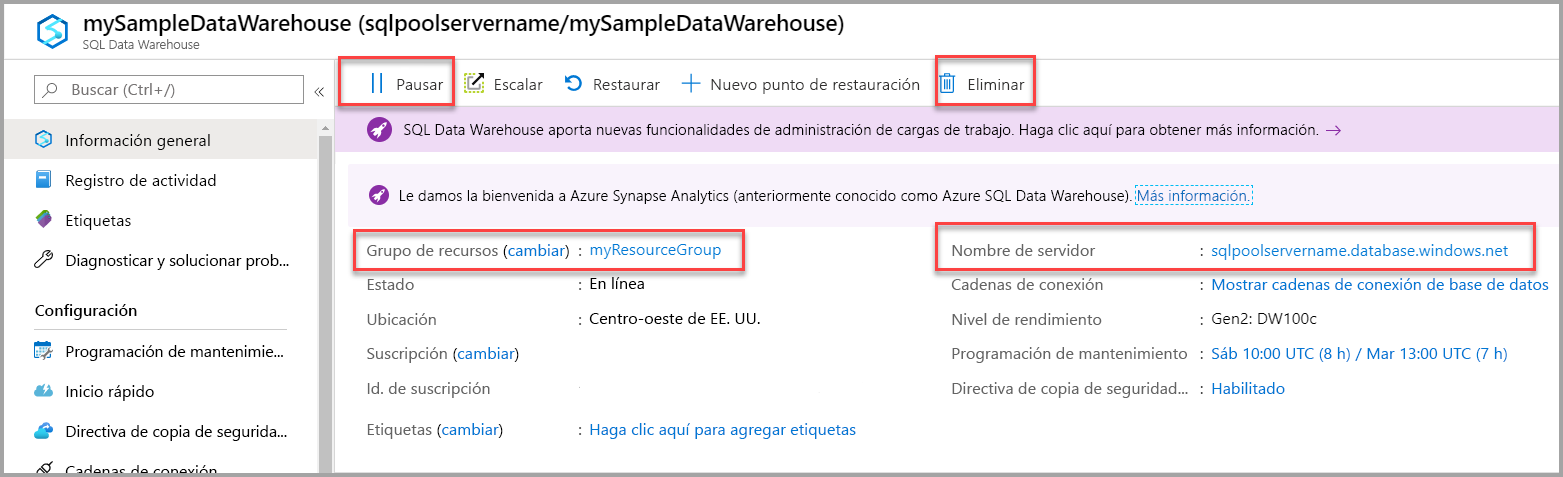 mySampleDataWarehouse (sqlpoolservername/mySampleDataWarehouse)
SQL Data Warehouse
Buscar (Ctrl+/)
«
Información general
Registro de actividad
Etiquetas
Diagnosticar y solucionar prob...
Configuración
Programación de mantenimie...
Inicio rápido
Directiva de copia de segurida...
Cadenas de conexión
Pausar Escalar Restaurar Nuevo punto de restauración Eliminar
SQL Data Warehouse aporta nuevas funcionalidades de administración de cargas de trabajo. Haga clic aquí para obtener más información. →
Le damos la bienvenida a Azure Synapse Analytics (anteriormente conocido como Azure SQL Data Warehouse). Más información.
Grupo de recursos (cambiar) : myResourceGroup
Estado : En línea
Ubicación : Centro-oeste de EE. UU.
Suscripción (cambiar)
Id. de suscripción
Etiquetas (cambiar) : Haga clic aquí para agregar etiquetas
Nombre de servidor : sqlpoolservername.database.windows.net
Cadenas de conexión : Mostrar cadenas de conexión de base de datos
Nivel de rendimiento : Gen2: DW100c
Programación de mantenimiento : Sáb 10:00 UTC (8 h) / Mar 13:00 UTC (7 h)
Directiva de copia de seguridad... : Habilitado